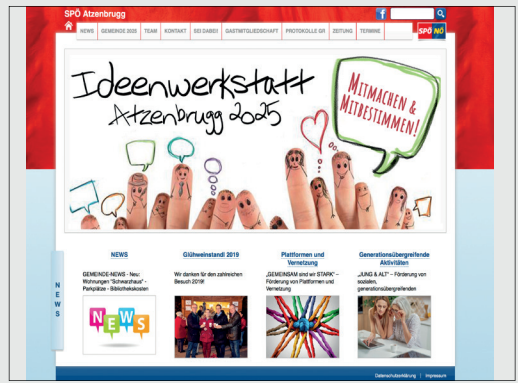 SPÖ Atzenbrugg
NEWS GEMEINDE 2025 TEAM KONTAKT SEI DABEI! GASTMITGLIEDSCHAFT PROTOKOLLE GR ZEITUNG TERMINE
SPÖ NÖ
Ideenwerkstatt
Atzenbrugg 2025
MITMACHEN &
MITBESTIMMEN!
NEWS
NEWS
GEMEINDE-NEWS - Neu:
Wohnungen "Schwarzhaus" -
Parkplätze - Bibliothekskosten
NEWS
Glühweinstandl 2019
Wir danken für den zahlreichen
Besuch 2019!
Plattformen und
Vernetzung
„GEMEINSAM sind wir STARK“ –
Förderung von Plattformen und
Vernetzung
Generationsübergreifende
Aktivitäten
„JUNG & ALT“ – Förderung von
sozialen,
generationsübergreifenden
Datenschutzerklärung | Impressum